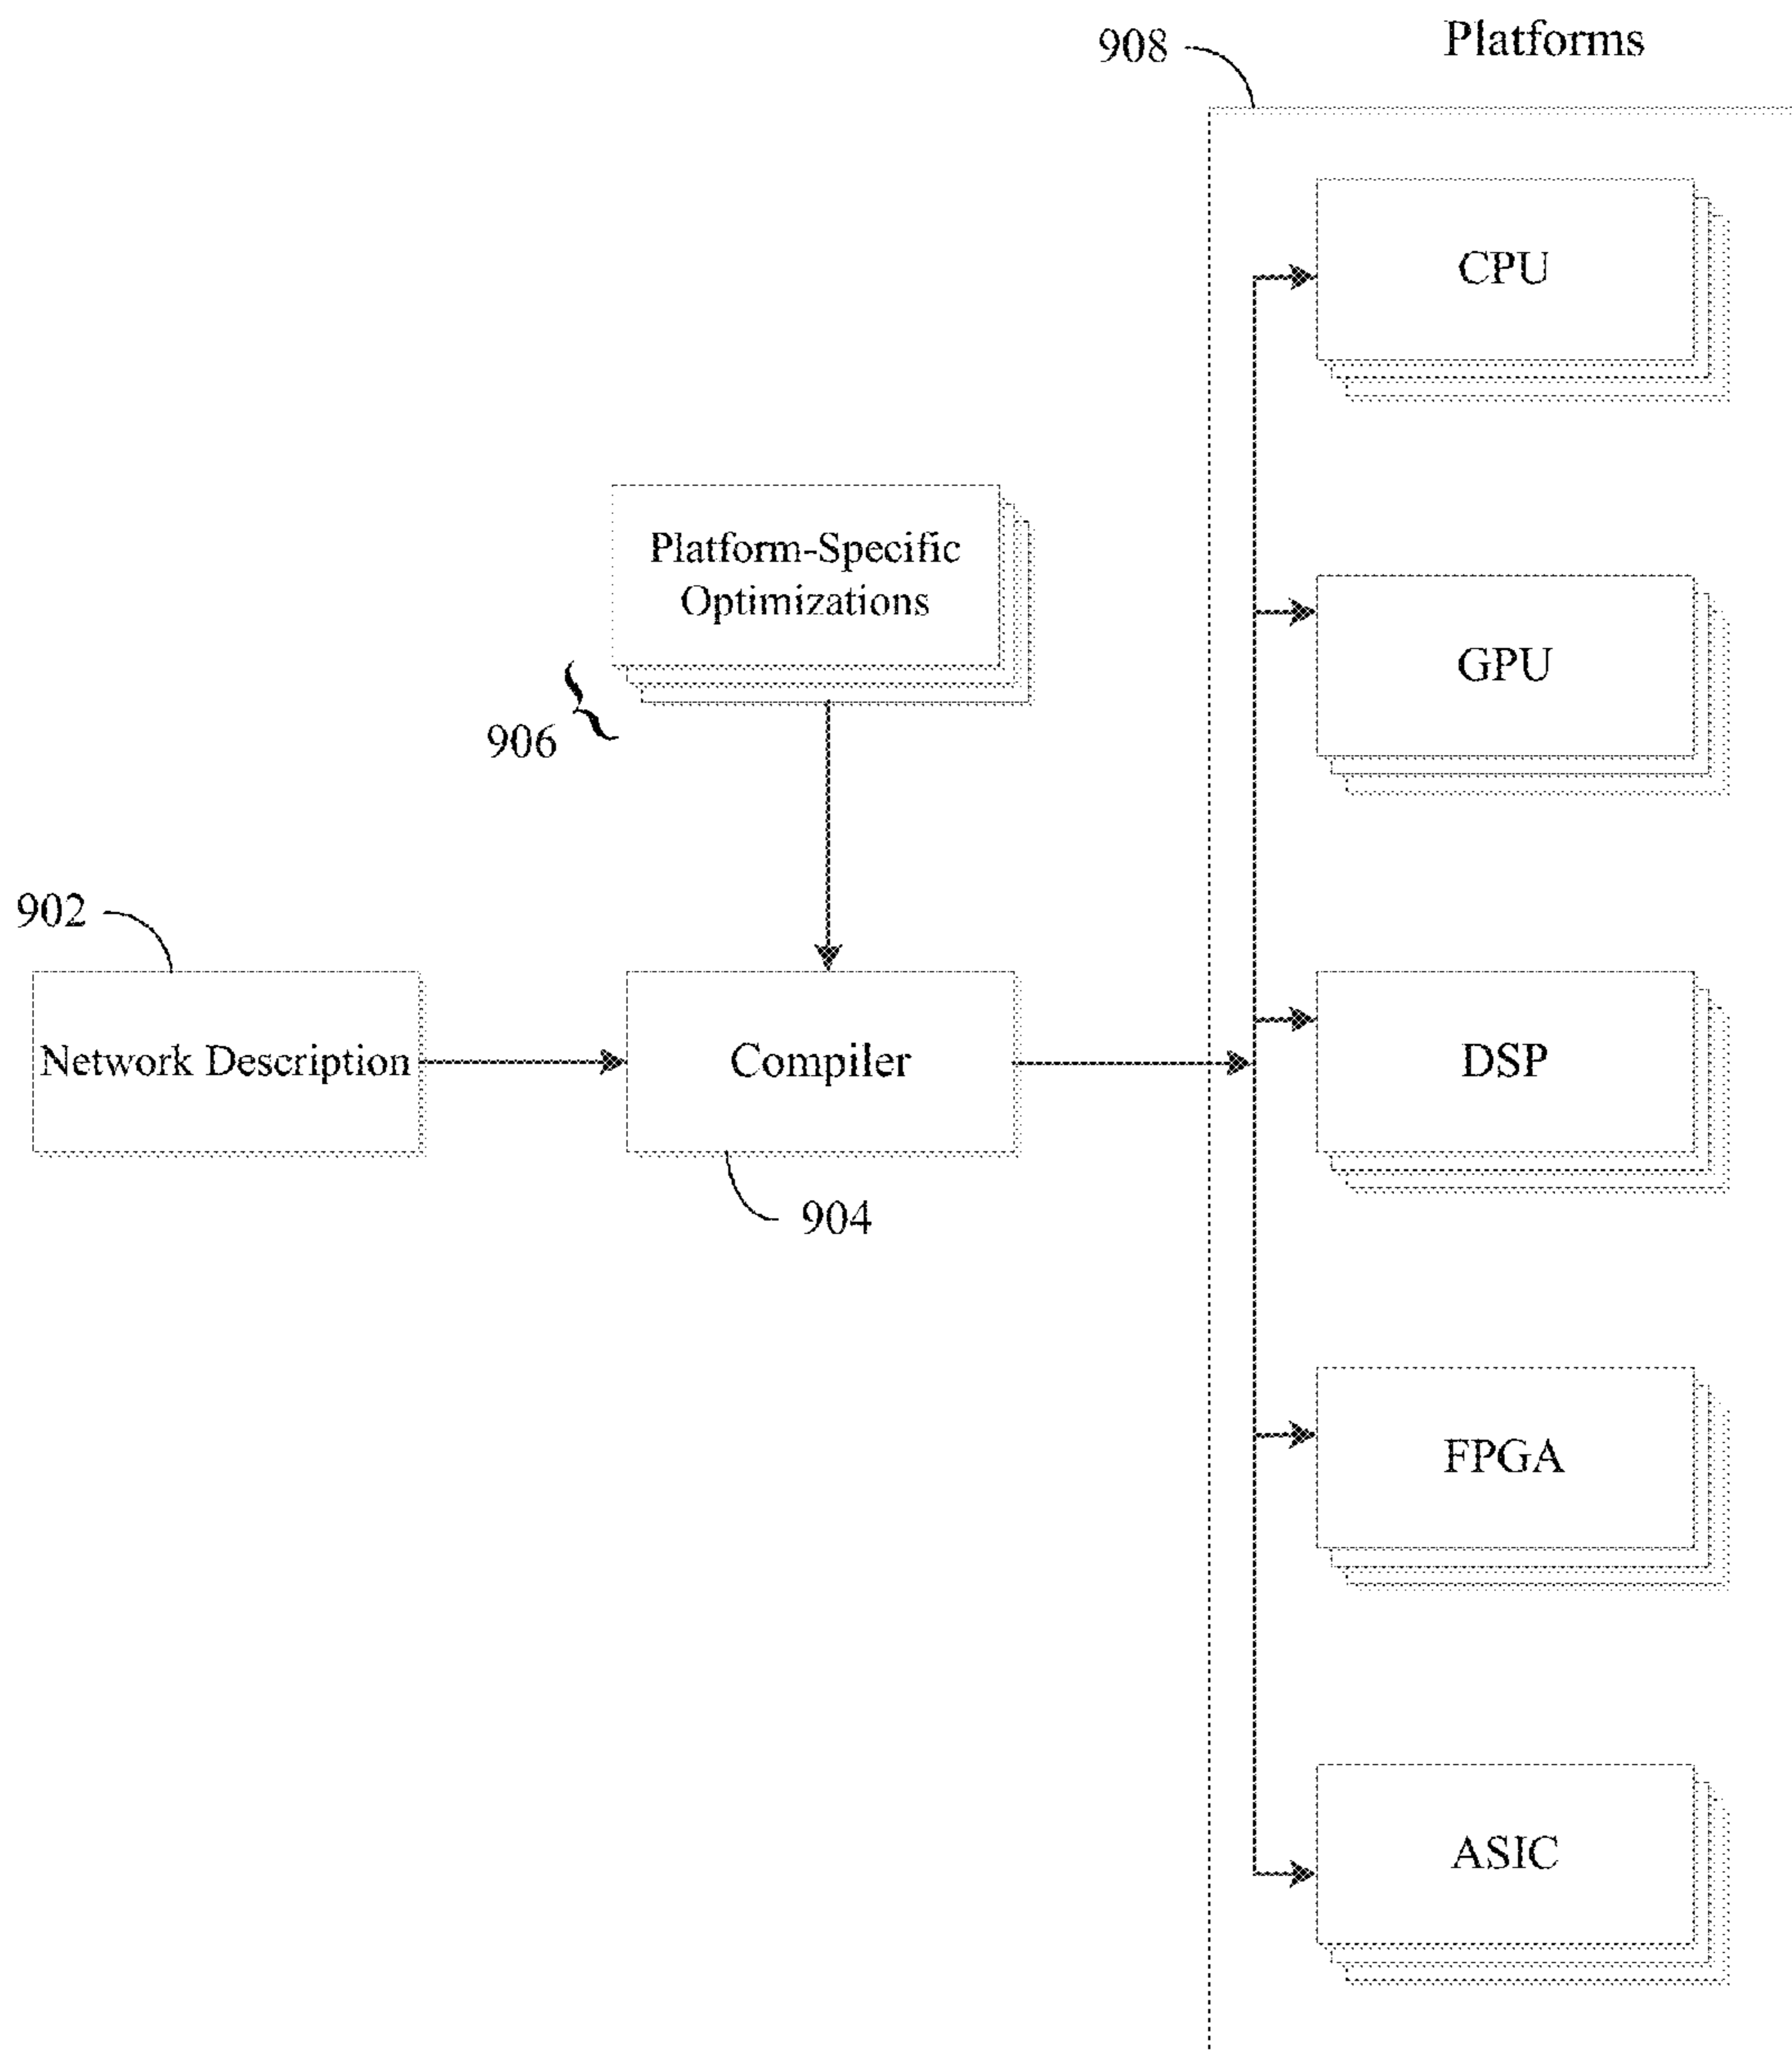 Platforms
908
CPU
Platform-Specific
Optimizations
GPU
906
902
Network Description
Compiler
DSP
904
FPGA
ASIC